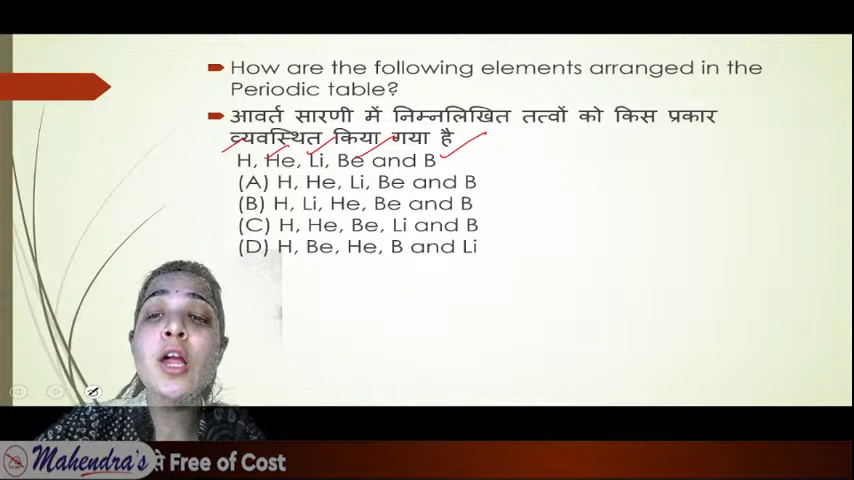 How are the following elements arranged in the
Periodic table?
आवर्त सारणी में निम्नलिखित तत्वों को किस प्रकार
व्यवस्थित किया गया है
H, He, Li, Be and B
(A) H, He, Li, Be and B
(B) H, Li, He, Be and B
(C) H, He, Be, Li and B
(D) H, Be, He, B and Li
Mahendra's से Free of Cost